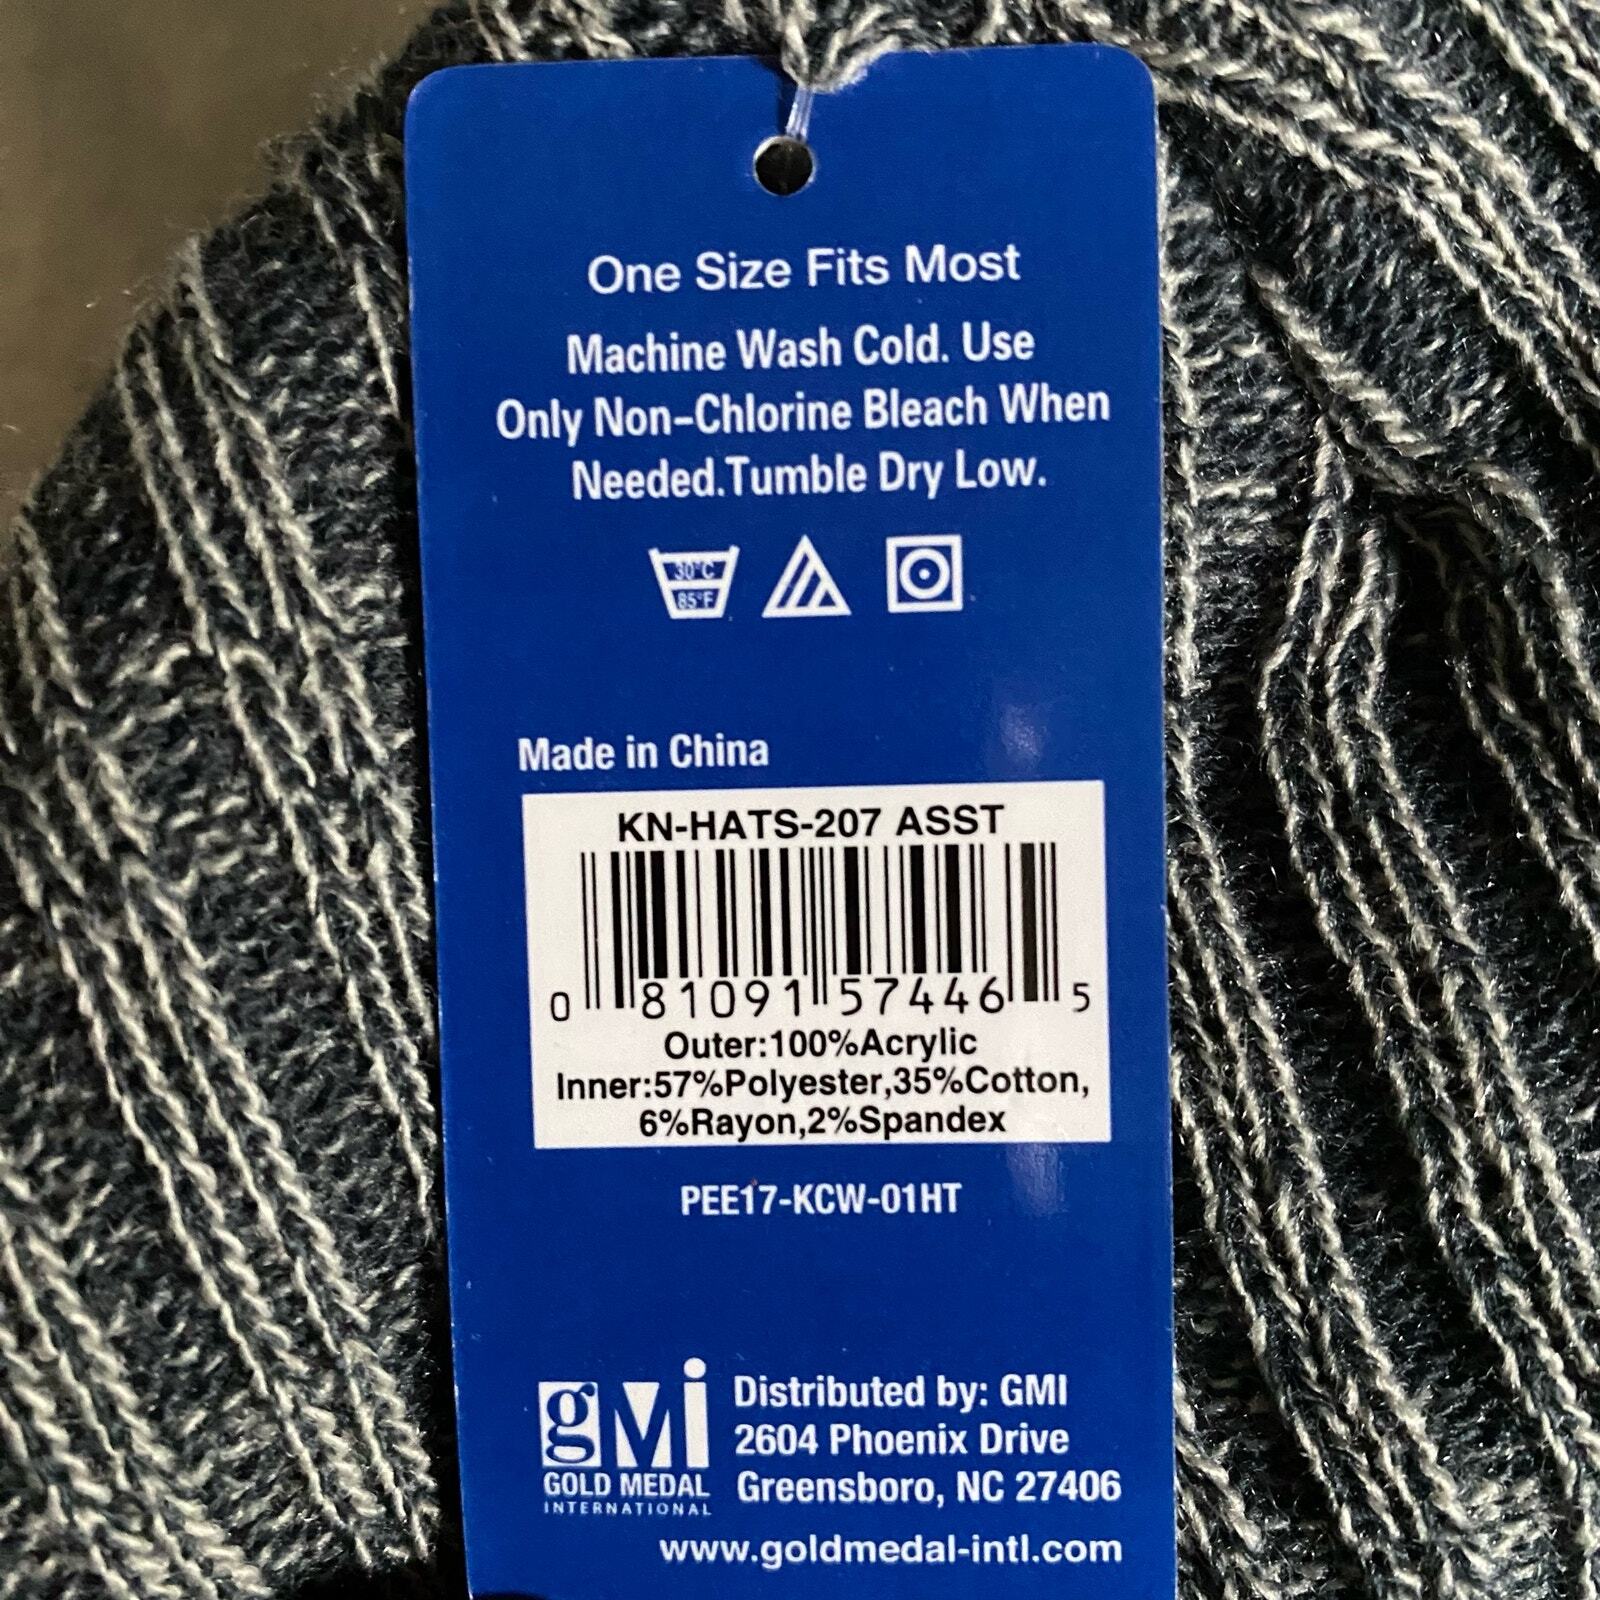 One Size Fits Most
Machine Wash Cold. Use
Only Non-Chlorine Bleach When
Needed.Tumble Dry Low.
30°C
85°F
Made in China
KN-HATS-207 ASST
0 81091 57446 5
Outer:100%Acrylic
Inner:57%Polyester,35%Cotton,
6%Rayon,2%Spandex
PEE17-KCW-01HT
gMi
GOLD MEDAL
INTERNATIONAL
Distributed by: GMI
2604 Phoenix Drive
Greensboro, NC 27406
www.goldmedal-intl.com